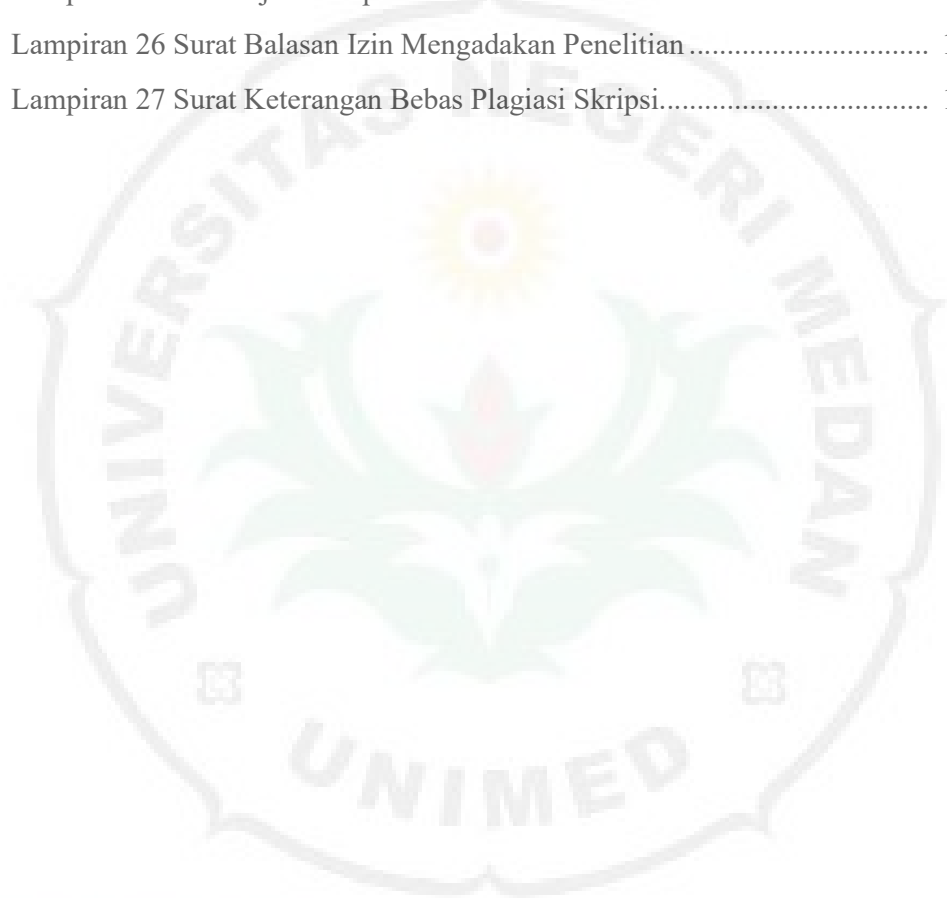 Lampiran 26 Surat Balasan Izin Mengadakan Penelitian .............................
Lampiran 27 Surat Keterangan Bebas Plagiasi Skripsi.................................
UNIVERSITAS NEGERI MEDAN
UNIMED